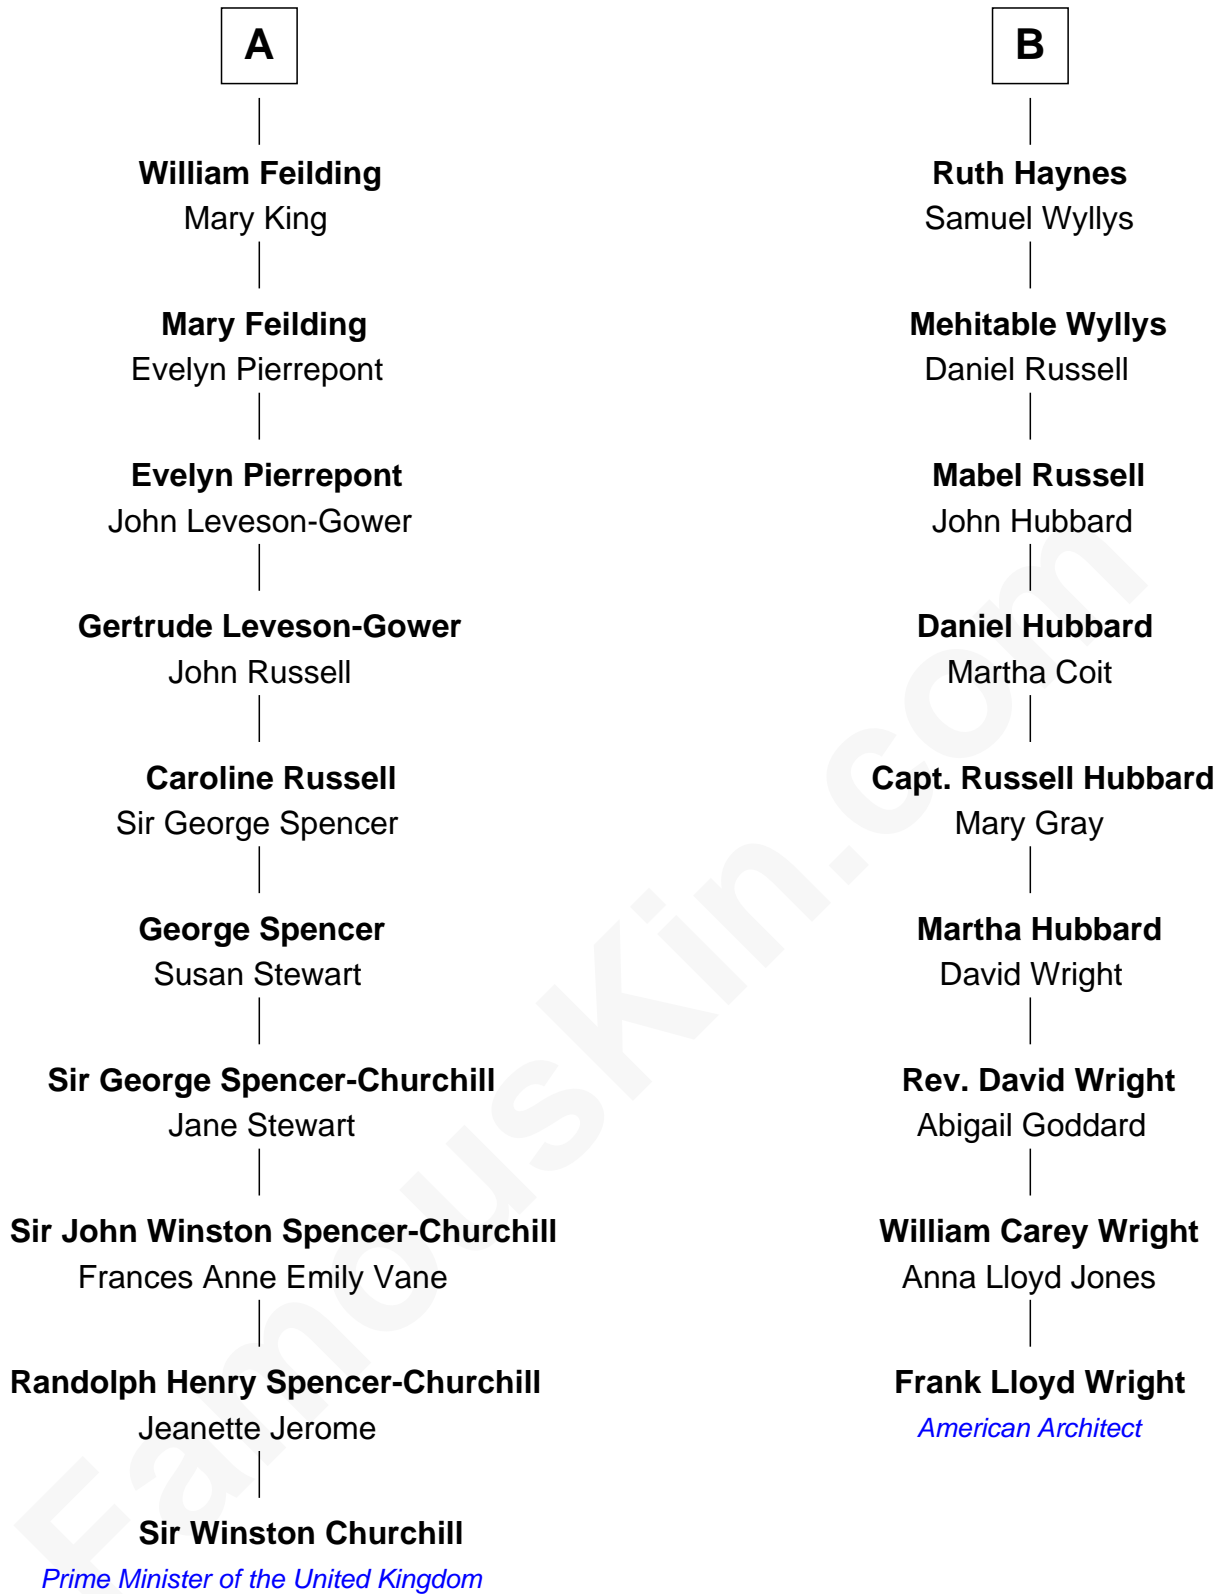 A
William Feilding
Mary King
Mary Feilding
Evelyn Pierrepont
Evelyn Pierrepont
John Leveson-Gower
Gertrude Leveson-Gower
John Russell
Caroline Russell
Sir George Spencer
George Spencer
Susan Stewart
Sir George Spencer-Churchill
Jane Stewart
Sir John Winston Spencer-Churchill
Frances Anne Emily Vane
Randolph Henry Spencer-Churchill
Jeanette Jerome
Sir Winston Churchill
Prime Minister of the United Kingdom
B
Ruth Haynes
Samuel Wyllys
Mehitable Wyllys
Daniel Russell
Mabel Russell
John Hubbard
Daniel Hubbard
Martha Coit
Capt. Russell Hubbard
Mary Gray
Martha Hubbard
David Wright
Rev. David Wright
Abigail Goddard
William Carey Wright
Anna Lloyd Jones
Frank Lloyd Wright
American Architect
FamousKin.com